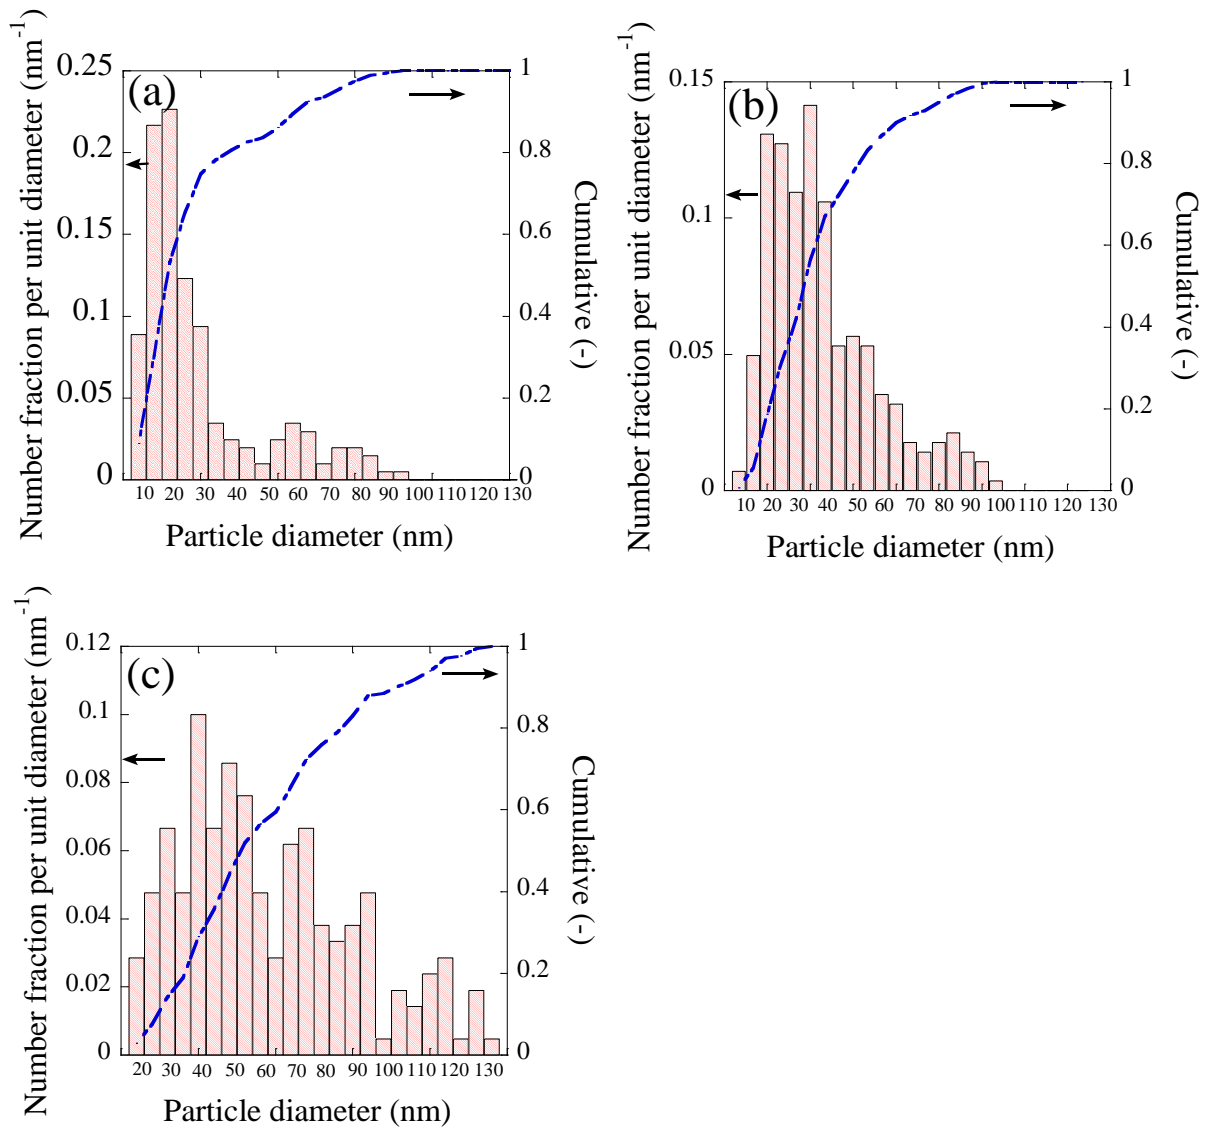 Number fraction per unit diameter (nm-1)
0.25
0.2
0.15
0.1
0.05
0
(a)
1
0.8
0.6
0.4
0.2
0
Cumulative (-)
10 20 30 40 50 60 70 80 90 100 110 120 130
Particle diameter (nm)
Number fraction per unit diameter (nm-1)
0.15
0.1
0.05
0
(b)
1
0.8
0.6
0.4
0.2
0
Cumulative (-)
10 20 30 40 50 60 70 80 90 100 110 120 130
Particle diameter (nm)
Number fraction per unit diameter (nm-1)
0.12
0.1
0.08
0.06
0.04
0.02
0
(c)
1
0.8
0.6
0.4
0.2
0
Cumulative (-)
20 30 40 50 60 70 80 90 100 110 120 130
Particle diameter (nm)